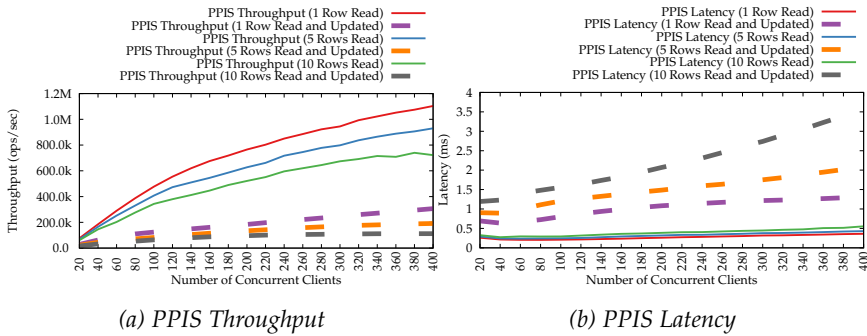 PPIS Throughput (1 Row Read)
PPIS Throughput (1 Row Read and Updated)
PPIS Throughput (5 Rows Read)
PPIS Throughput (5 Rows Read and Updated)
PPIS Throughput (10 Rows Read)
PPIS Throughput (10 Rows Read and Updated)
1.2M
1.0M
800.0k
600.0k
400.0k
200.0k
0.0
Throughput (ops/sec)
20 40 60 80 100 120 140 160 180 200 220 240 260 280 300 320 340 360 380 400
Number of Concurrent Clients
(a) PPIS Throughput
PPIS Latency (1 Row Read)
PPIS Latency (1 Row Read and Updated)
PPIS Latency (5 Rows Read)
PPIS Latency (5 Rows Read and Updated)
PPIS Latency (10 Rows Read)
PPIS Latency (10 Rows Read and Updated)
4
3.5
3
2.5
2
1.5
1
0.5
0
Latency (ms)
20 40 60 80 100 120 140 160 180 200 220 240 260 280 300 320 340 360 380 400
Number of Concurrent Clients
(b) PPIS Latency